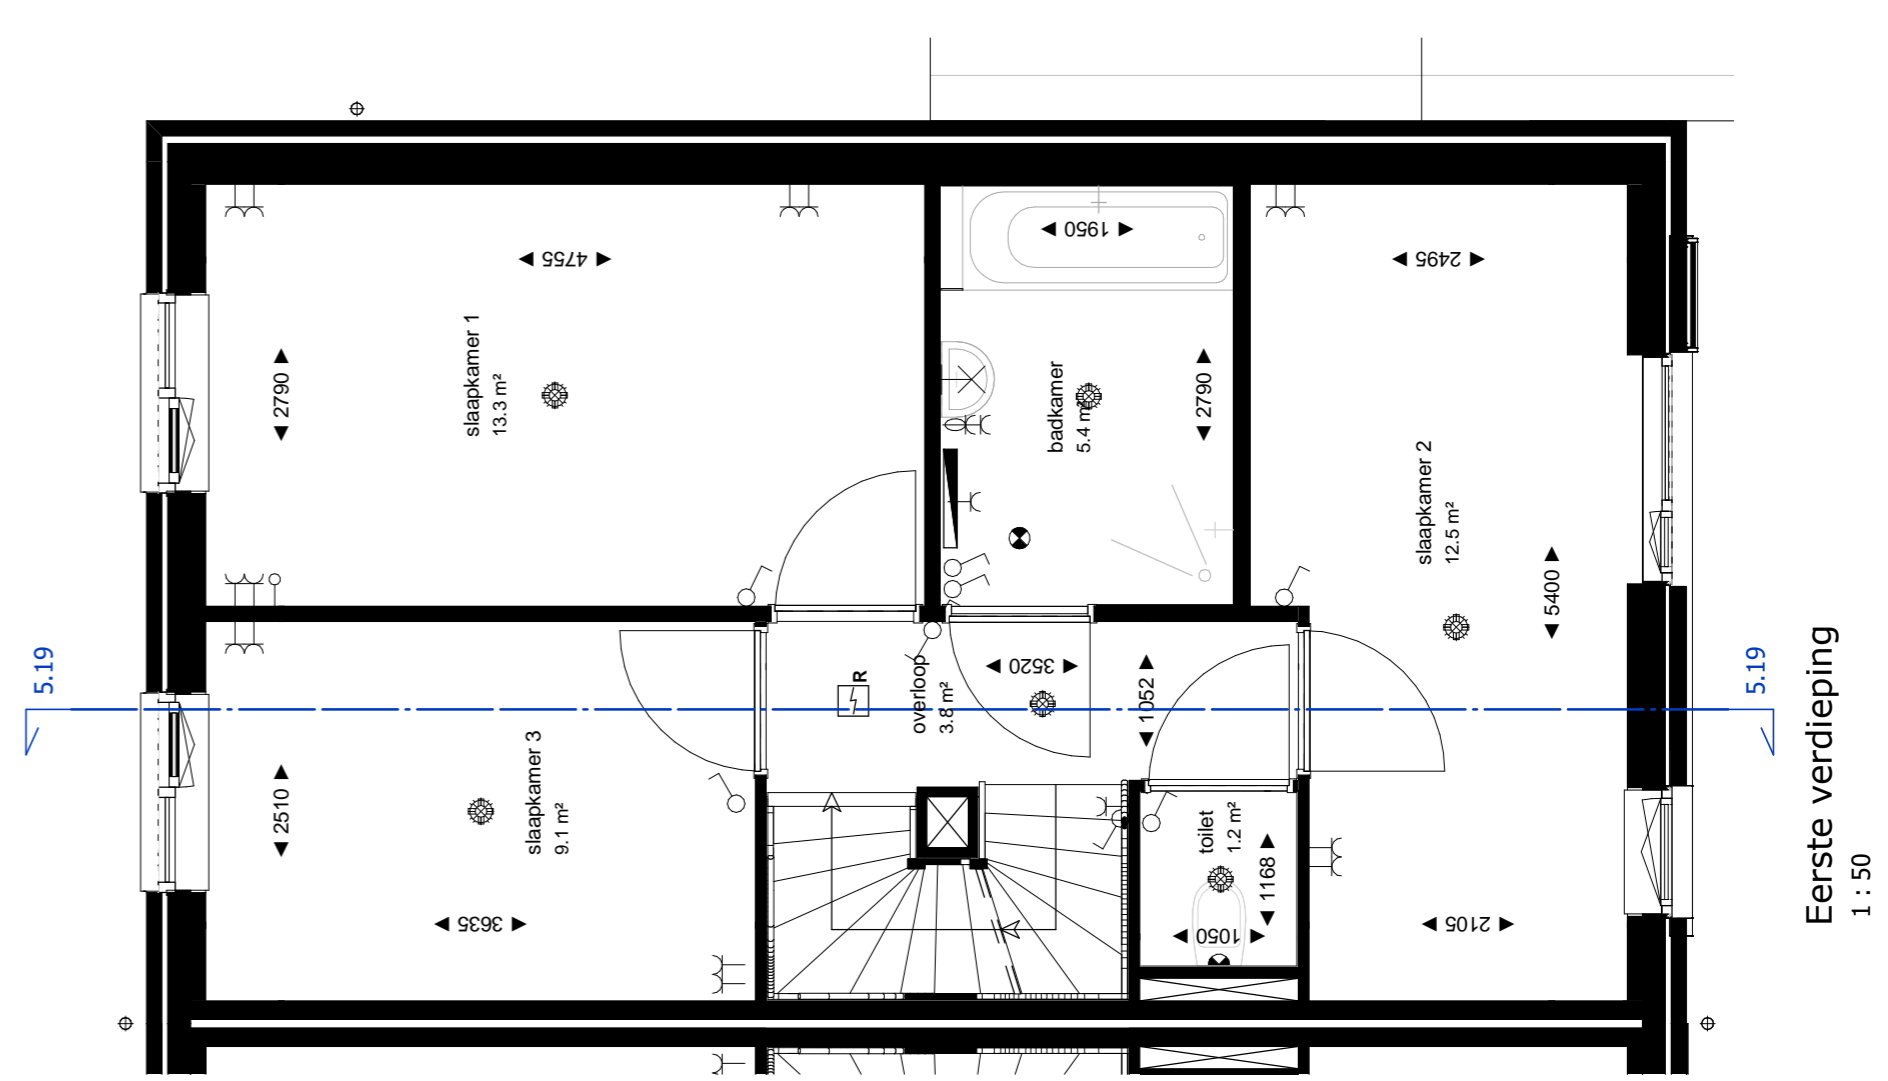 4755
2790
slaapkamer 1
13.3 m²
1950
badkamer
5.4 m²
2790
2495
slaapkamer 2
12.5 m²
5400
5.19
5.19
R
overloop
3.8 m²
3520
1052
slaapkamer 3
9.1 m²
2510
3635
toilet
1.2 m²
1168
1050
2105
Eerste verdieping
1 : 50